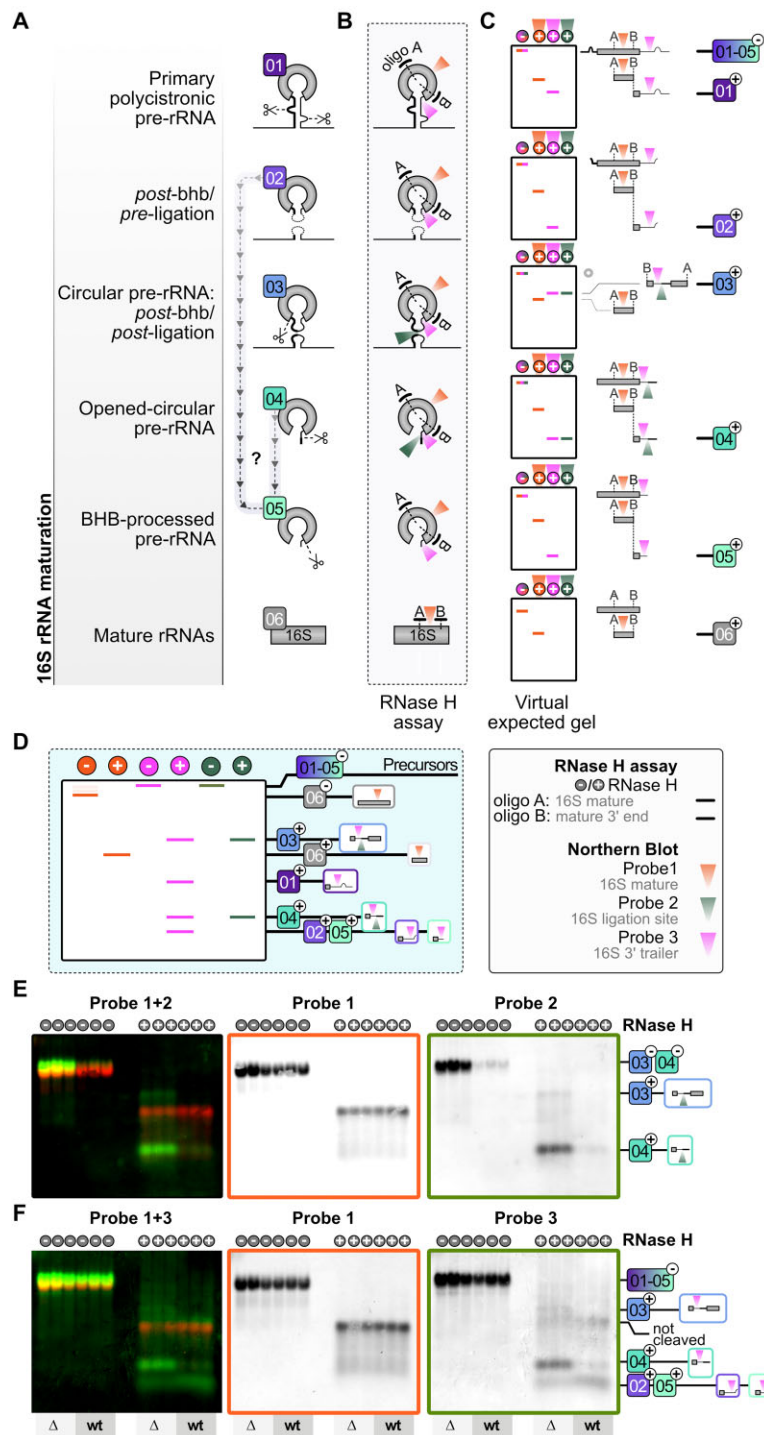 A
B
C
16S rRNA maturation
Primary
polycistronic
pre-rRNA
01
oligo A
B
- + + +
A B
A B
01-05 -
01 +
post-bhb/
pre-ligation
02
A
B
- + + +
A B
A B
02 +
Circular pre-rRNA:
post-bhb/
post-ligation
03
A
B
- + + +
B A
A B
03 +
Opened-circular
pre-rRNA
04
A
B
- + + +
A B
A B
04 +
?
BHB-processed
pre-rRNA
05
A
B
- + + +
A B
A B
05 +
Mature rRNAs
06
16S
A B
16S
- + + +
A B
A B
06 +
RNase H
assay
Virtual
expected gel
D
- + - + - +
01-05 - Precursors
06 -
03 +
06 +
01 +
04 +
02 + 05 +
RNase H assay
-/+ RNase H
oligo A: 16S mature
oligo B: mature 3' end
Northern Blot
Probe1
16S mature
Probe 2
16S ligation site
Probe 3
16S 3' trailer
E
Probe 1+2 Probe 1 Probe 2
- - - - - - + + + + + + - - - - - - + + + + + + - - - - - - + + + + + + RNase H
03 - 04 -
03 +
04 +
F
Probe 1+3 Probe 1 Probe 3
- - - - - - + + + + + + - - - - - - + + + + + + - - - - - - + + + + + + RNase H
01-05 -
03 +
not
cleaved
04 +
02 + 05 +
Δ wt Δ wt Δ wt Δ wt Δ wt Δ wt